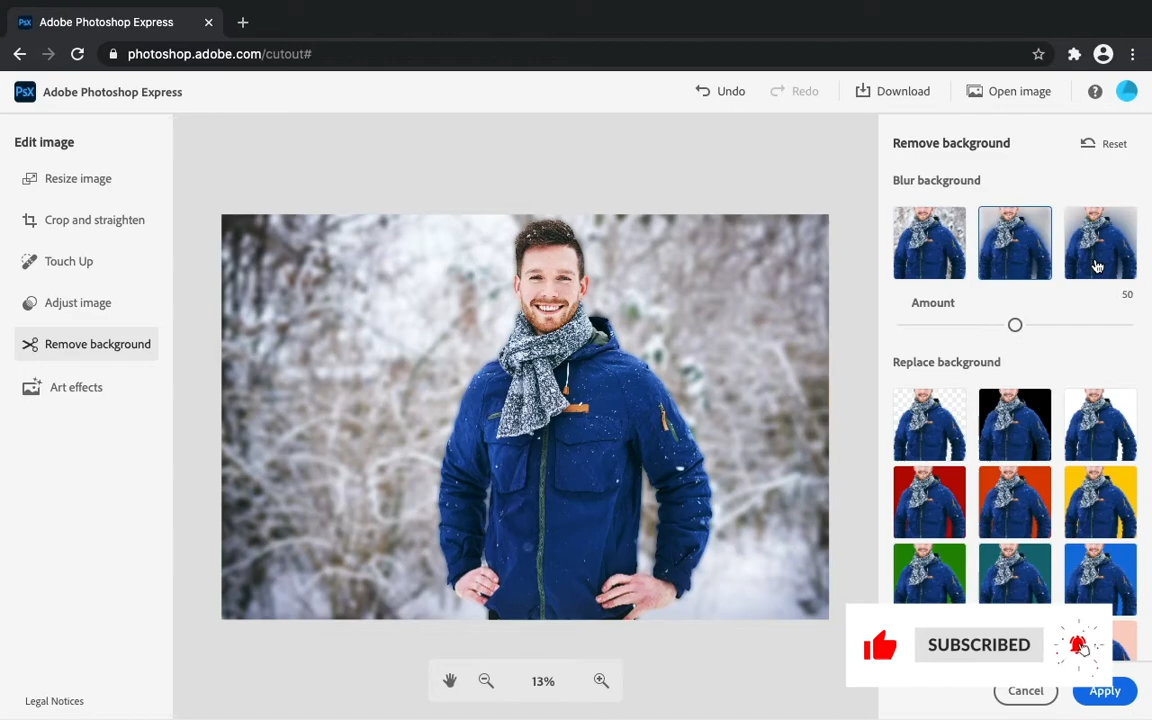 PsX Adobe Photoshop Express
photoshop.adobe.com/cutout#
PsX Adobe Photoshop Express
Undo Redo Download Open image
Edit image
Resize image
Crop and straighten
Touch Up
Adjust image
Remove background
Art effects
Legal Notices
13%
Remove background Reset
Blur background
50
Amount
Replace background
SUBSCRIBED
Cancel Apply